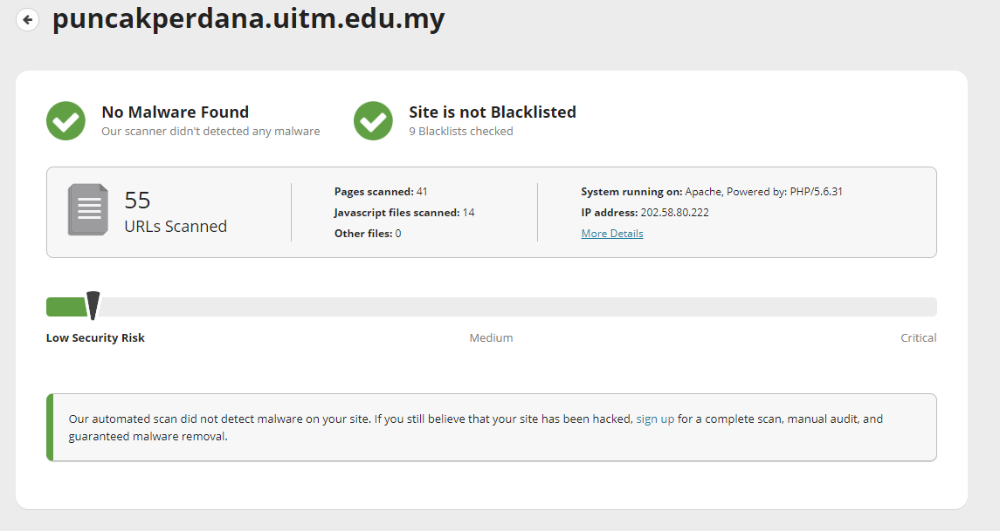 puncakperdana.uitm.edu.my
No Malware Found
Our scanner didn't detected any malware
Site is not Blacklisted
9 Blacklists checked
55
URLs Scanned
Pages scanned: 41
Javascript files scanned: 14
Other files: 0
System running on: Apache, Powered by: PHP/5.6.31
IP address: 202.58.80.222
More Details
Low Security Risk
Medium
Critical
Our automated scan did not detect malware on your site. If you still believe that your site has been hacked, sign up for a complete scan, manual audit, and
guaranteed malware removal.